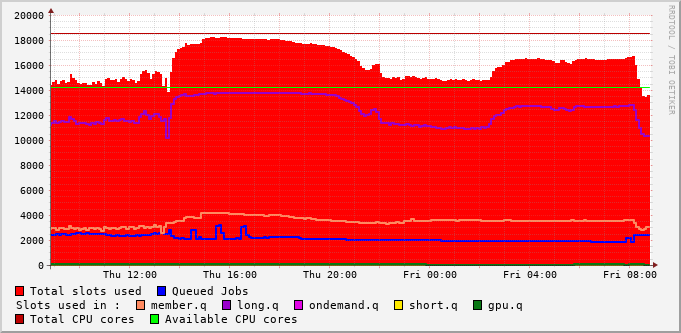 20000
18000
16000
14000
12000
10000
8000
6000
4000
2000
0
Thu 12:00 Thu 16:00 Thu 20:00 Fri 00:00 Fri 04:00 Fri 08:00
RRDTOOL / TOBI OETIKER
Total slots used Queued Jobs
Slots used in : member.q long.q ondemand.q short.q gpu.q
Total CPU cores Available CPU cores